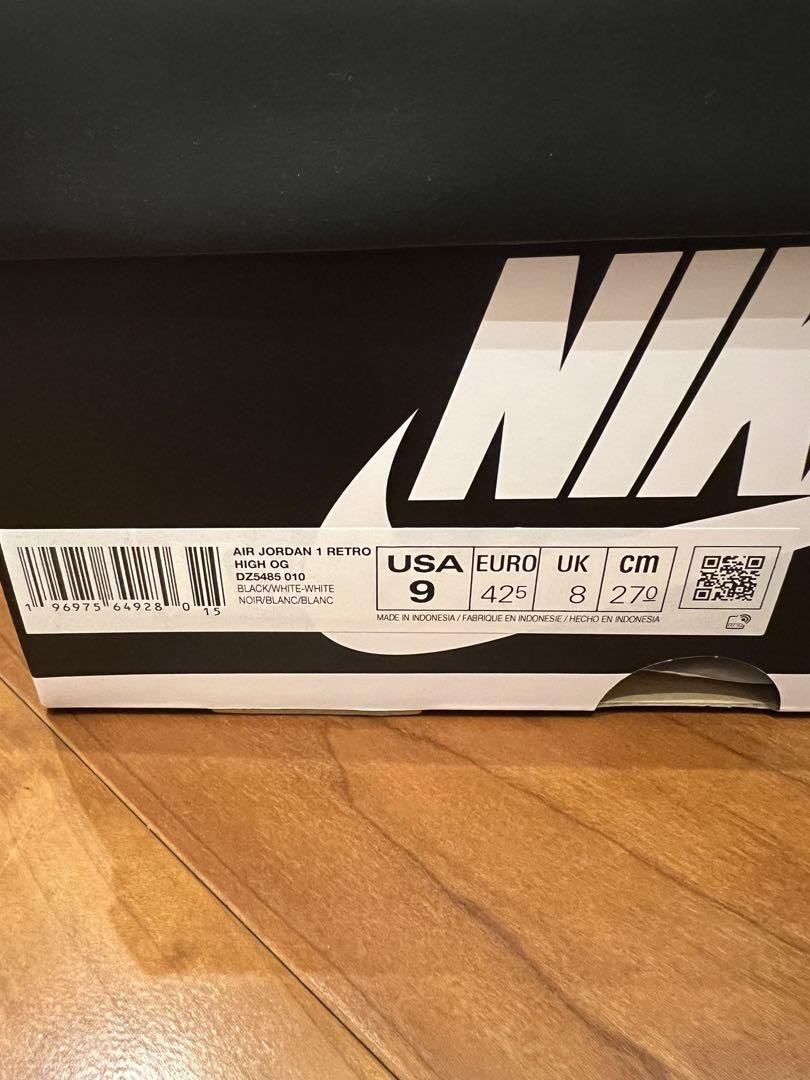 NIK
AIR JORDAN 1 RETRO
HIGH OG
DZ5485 010
BLACK/WHITE-WHITE
NOIR/BLANC/BLANC
1 96975 64928 0 15
USA EURO UK cm
9 42 5 8 27 0
MADE IN INDONESIA / FABRIQUE EN INDONESIE / HECHO EN INDONESIA